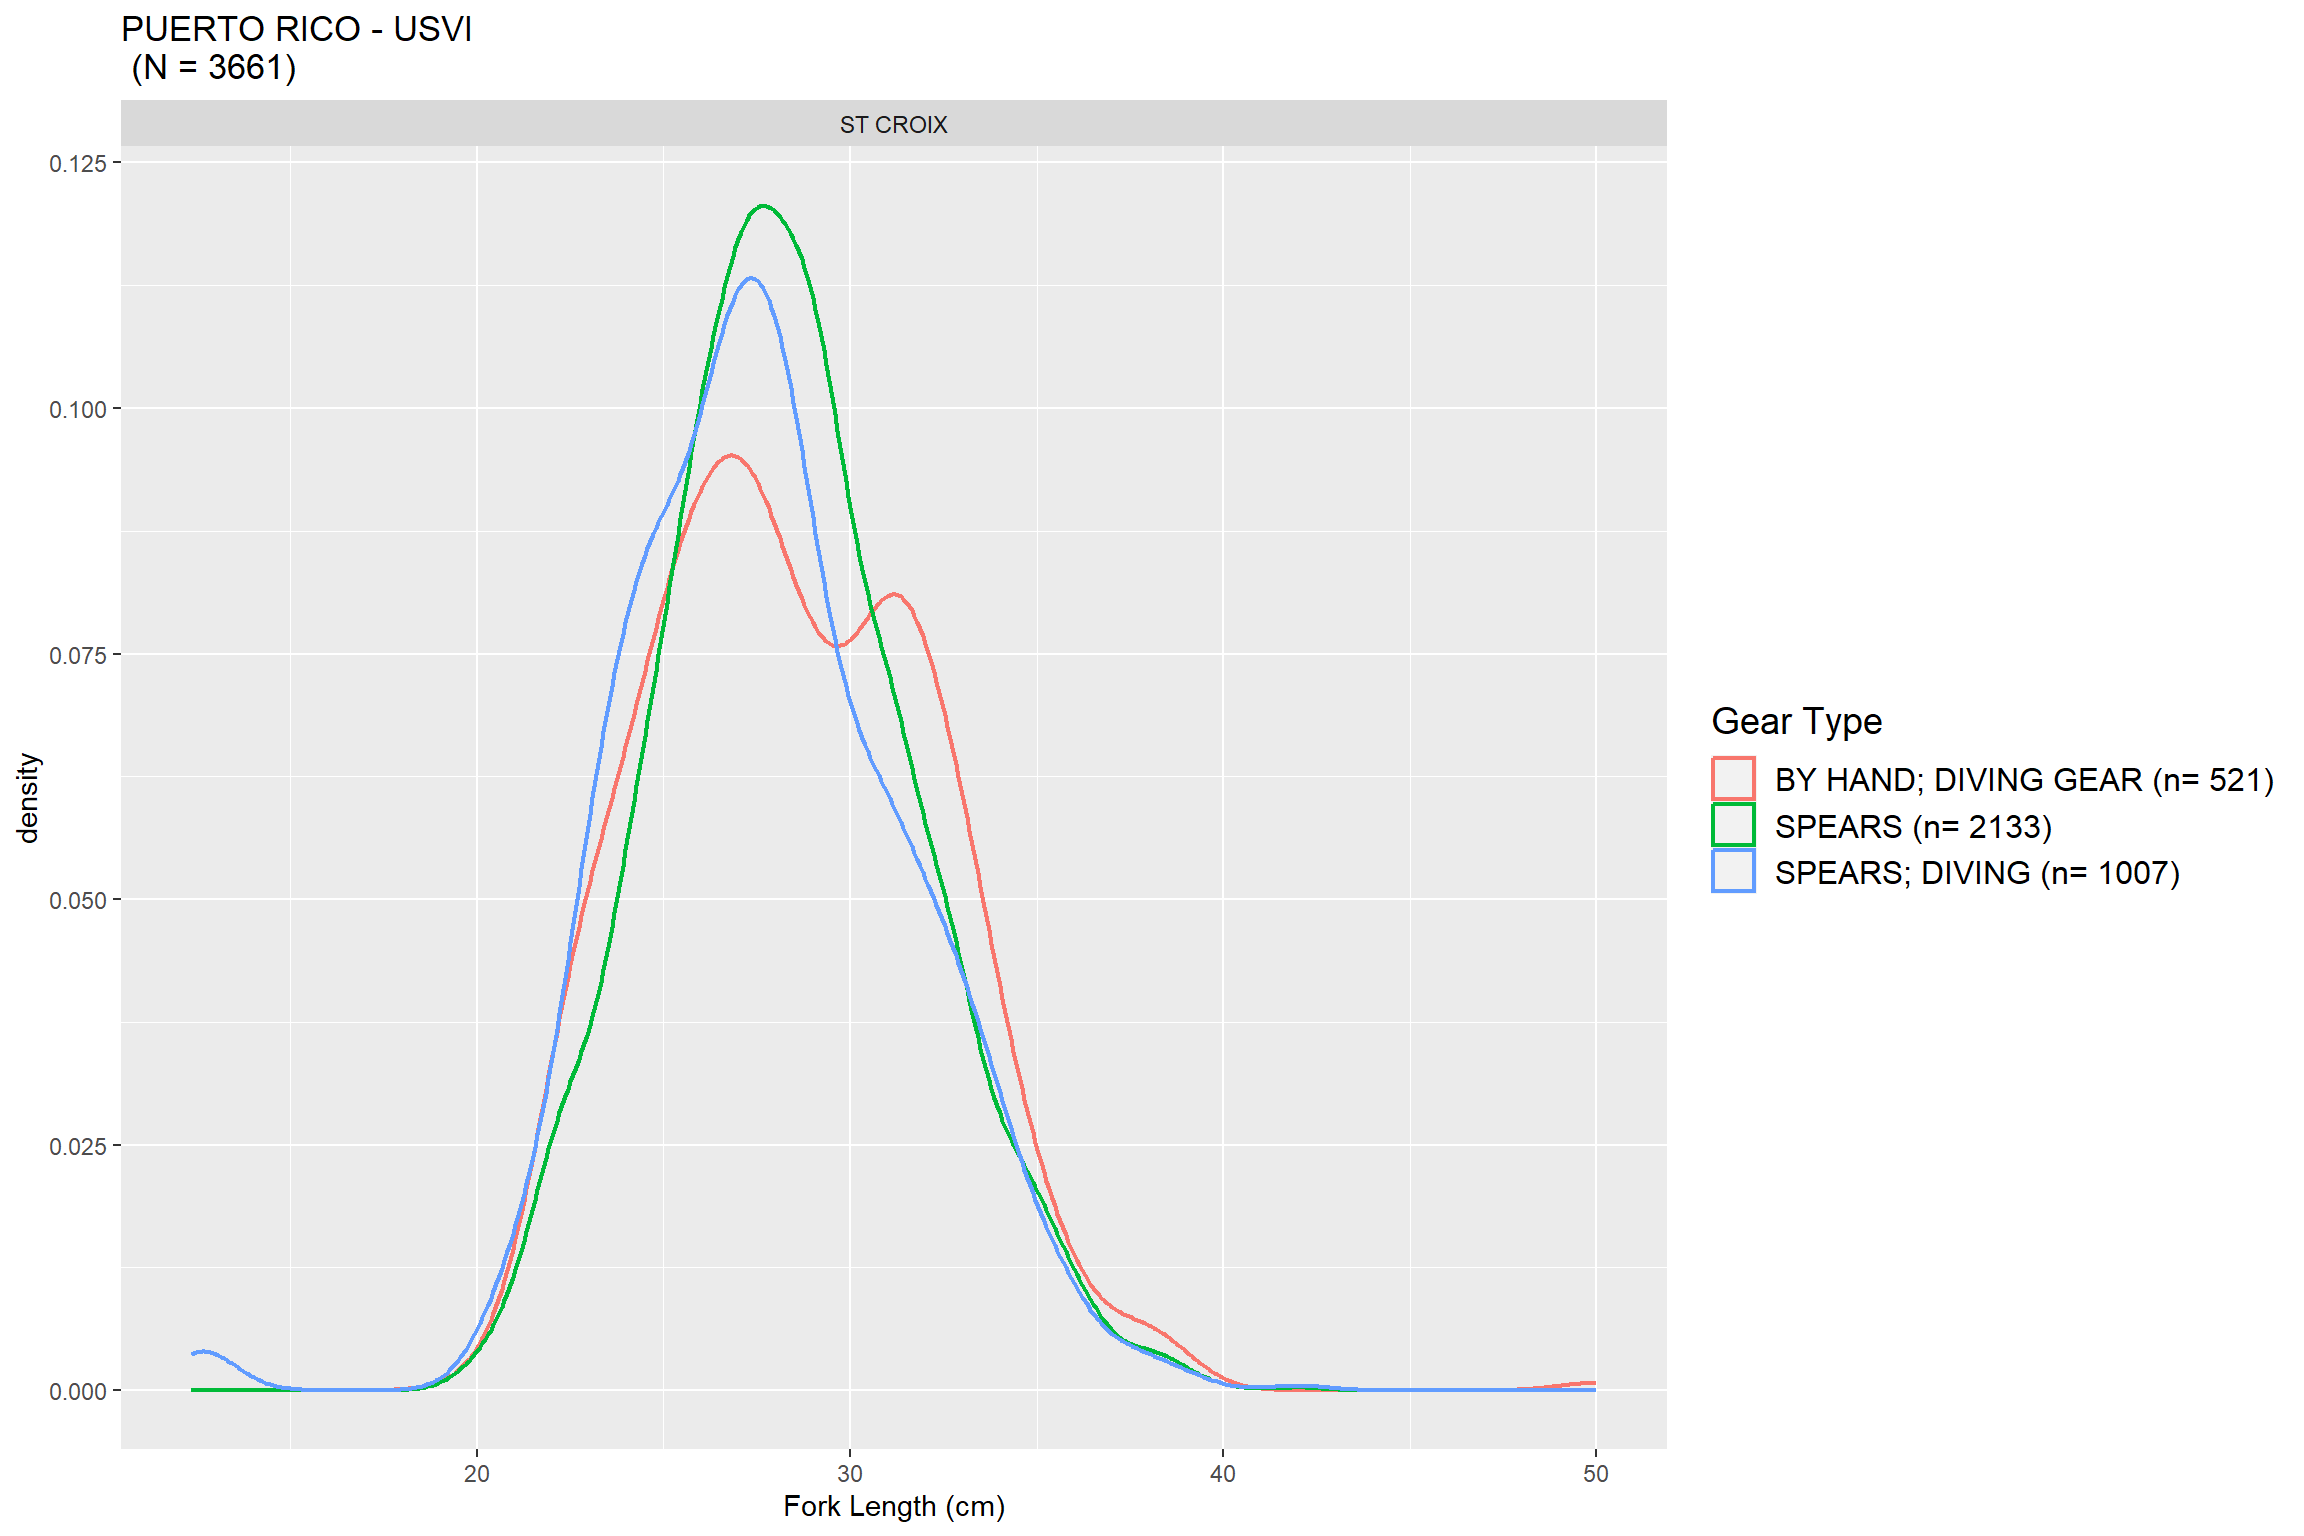 PUERTO RICO - USVI
(N = 3661)
ST CROIX
0.125
0.100
0.075
0.050
0.025
0.000
density
20 30 40 50
Fork Length (cm)
Gear Type
BY HAND; DIVING GEAR (n= 521)
SPEARS (n= 2133)
SPEARS; DIVING (n= 1007)